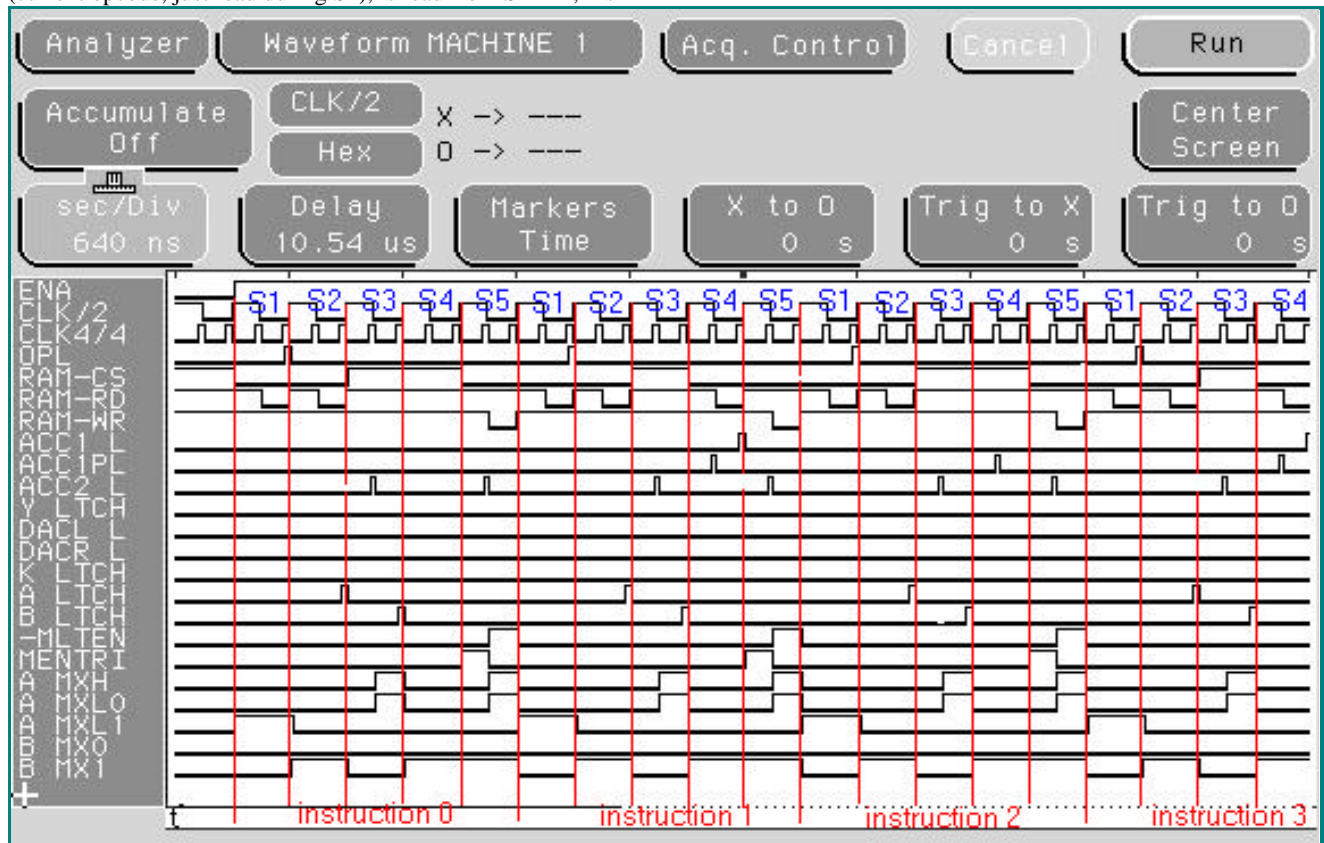 Analyzer Waveform MACHINE 1 Acq. Control Cancel Run
Accumulate Off CLK/2 X -> --- Center Screen
Hex O -> ---
sec/Div Delay Markers X to O Trig to X Trig to O
640 ns 10.54 us Time 0 s 0 s 0 s
ENA S1 S2 S3 S4 S5 S1 S2 S3 S4 S5 S1 S2 S3 S4 S5 S1 S2 S3 S4
CLK/2
CLK4/4
OPL
RAM-CS
RAM-RD
RAM-WR
ACC1 L
ACC1PL
ACC2 L
Y LTCH
DACL L
DACR L
K LTCH
A LTCH
B LTCH
-MLTEN
MENTRI
A MXH
A MXL0
A MXL1
B MX0
B MX1
instruction 0 instruction 1 instruction 2 instruction 3